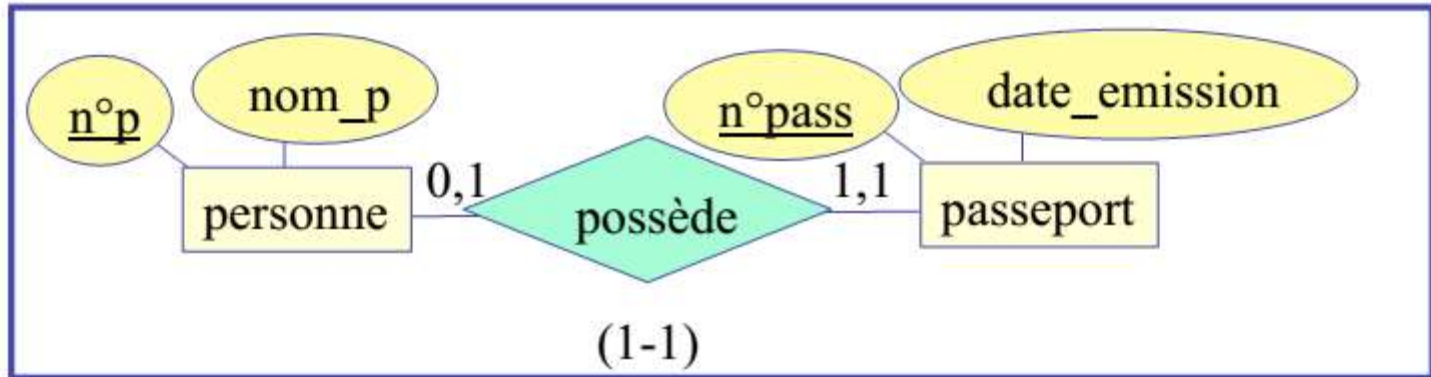 n°p nom_p n°pass date_emission
personne 0,1 possède 1,1 passeport
(1-1)